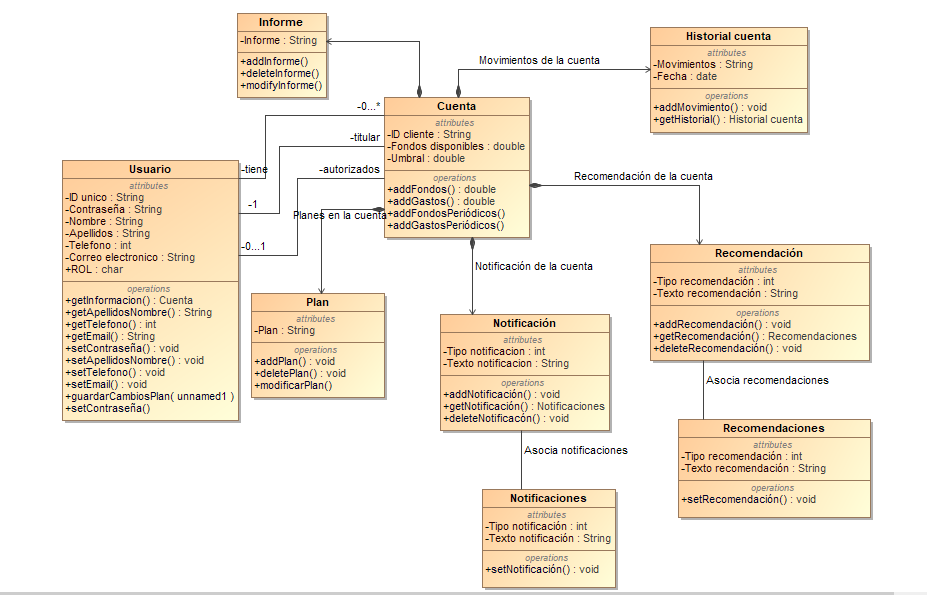 Informe
-Informe : String
+addInforme()
+deleteInforme()
+modifyInforme()
Movimientos de la cuenta
Historial cuenta
attributes
-Movimientos : String
-Fecha : date
operations
+addMovimiento() : void
+getHistorial() : Historial cuenta
-0...*
-titular
-autorizados
-tiene
-1
-0...1
Cuenta
attributes
-ID cliente : String
-Fondos disponibles : double
-Umbral : double
operations
+addFondos() : double
+addGastos() : double
+addFondosPeriódicos()
+addGastosPeriódicos()
Usuario
attributes
-ID unico : String
-Contraseña : String
-Nombre : String
-Apellidos : String
-Telefono : int
-Correo electronico : String
+ROL : char
operations
+getInformacion() : Cuenta
+getApellidosNombre() : String
+getTelefono() : int
+getEmail() : String
+setContraseña() : void
+setApellidosNombre() : void
+setTelefono() : void
+setEmail() : void
+guardarCambiosPlan( unnamed1 )
+setContraseña()
Planes en la cuenta
Recomendación de la cuenta
Notificación de la cuenta
Plan
attributes
-Plan : String
operations
+addPlan() : void
+deletePlan() : void
+modificarPlan()
Notificación
attributes
-Tipo notificacion : int
-Texto notificacion : String
operations
+addNotificación() : void
+getNotificación() : Notificaciones
+deleteNotificacón() : void
Recomendación
attributes
-Tipo recomendación : int
-Texto recomendación : String
operations
+addRecomendación() : void
+getRecomendación() : Recomendaciones
+deleteRecomendación() : void
Asocia recomendaciones
Asocia notificaciones
Recomendaciones
attributes
-Tipo recomendación : int
-Texto recomendación : String
operations
+setRecomendación() : void
Notificaciones
attributes
-Tipo notificación : int
-Texto notificación : String
operations
+setNotificación() : void